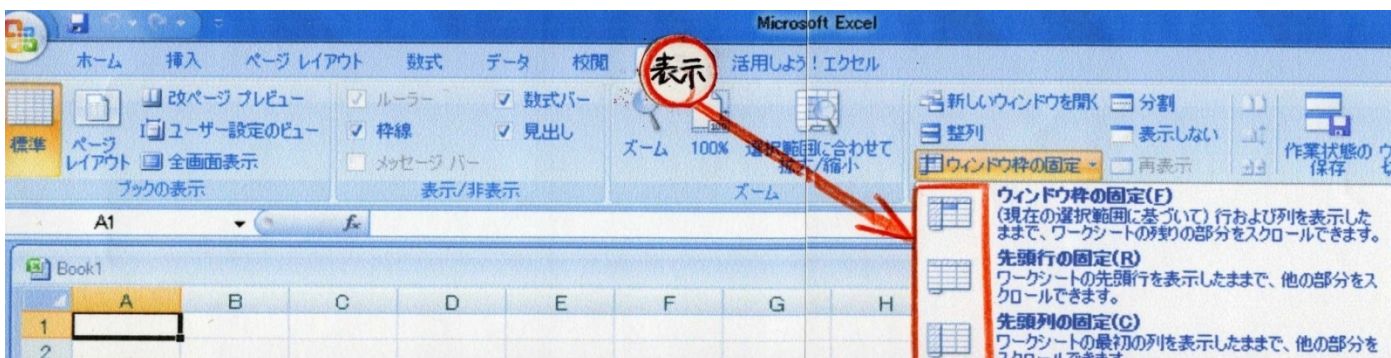 Microsoft Excel
ホーム 挿入 ページ レイアウト 数式 データ 校閲 表示 活用しよう！エクセル
標準
ページ レイアウト
改ページ プレビュー
ユーザー設定のビュー
全画面表示
ブックの表示
ルーラー
枠線
メッセージ バー
数式バー
見出し
表示/非表示
ズーム
100%
選択範囲に合わせて
拡大/縮小
ズーム
新しいウィンドウを開く
整列
ウィンドウ枠の固定
分割
表示しない
再表示
作業状態の
保存
ウィンドウ枠の固定(F)
(現在の選択範囲に基づいて) 行および列を表示した
ままで、ワークシートの残りの部分をスクロールできます。
先頭行の固定(R)
ワークシートの先頭行を表示したままで、他の部分をス
クロールできます。
先頭列の固定(C)
ワークシートの最初の列を表示したままで、他の部分を
スクロールできます。
A1
fx
Book1
A B C D E F G H
1
2